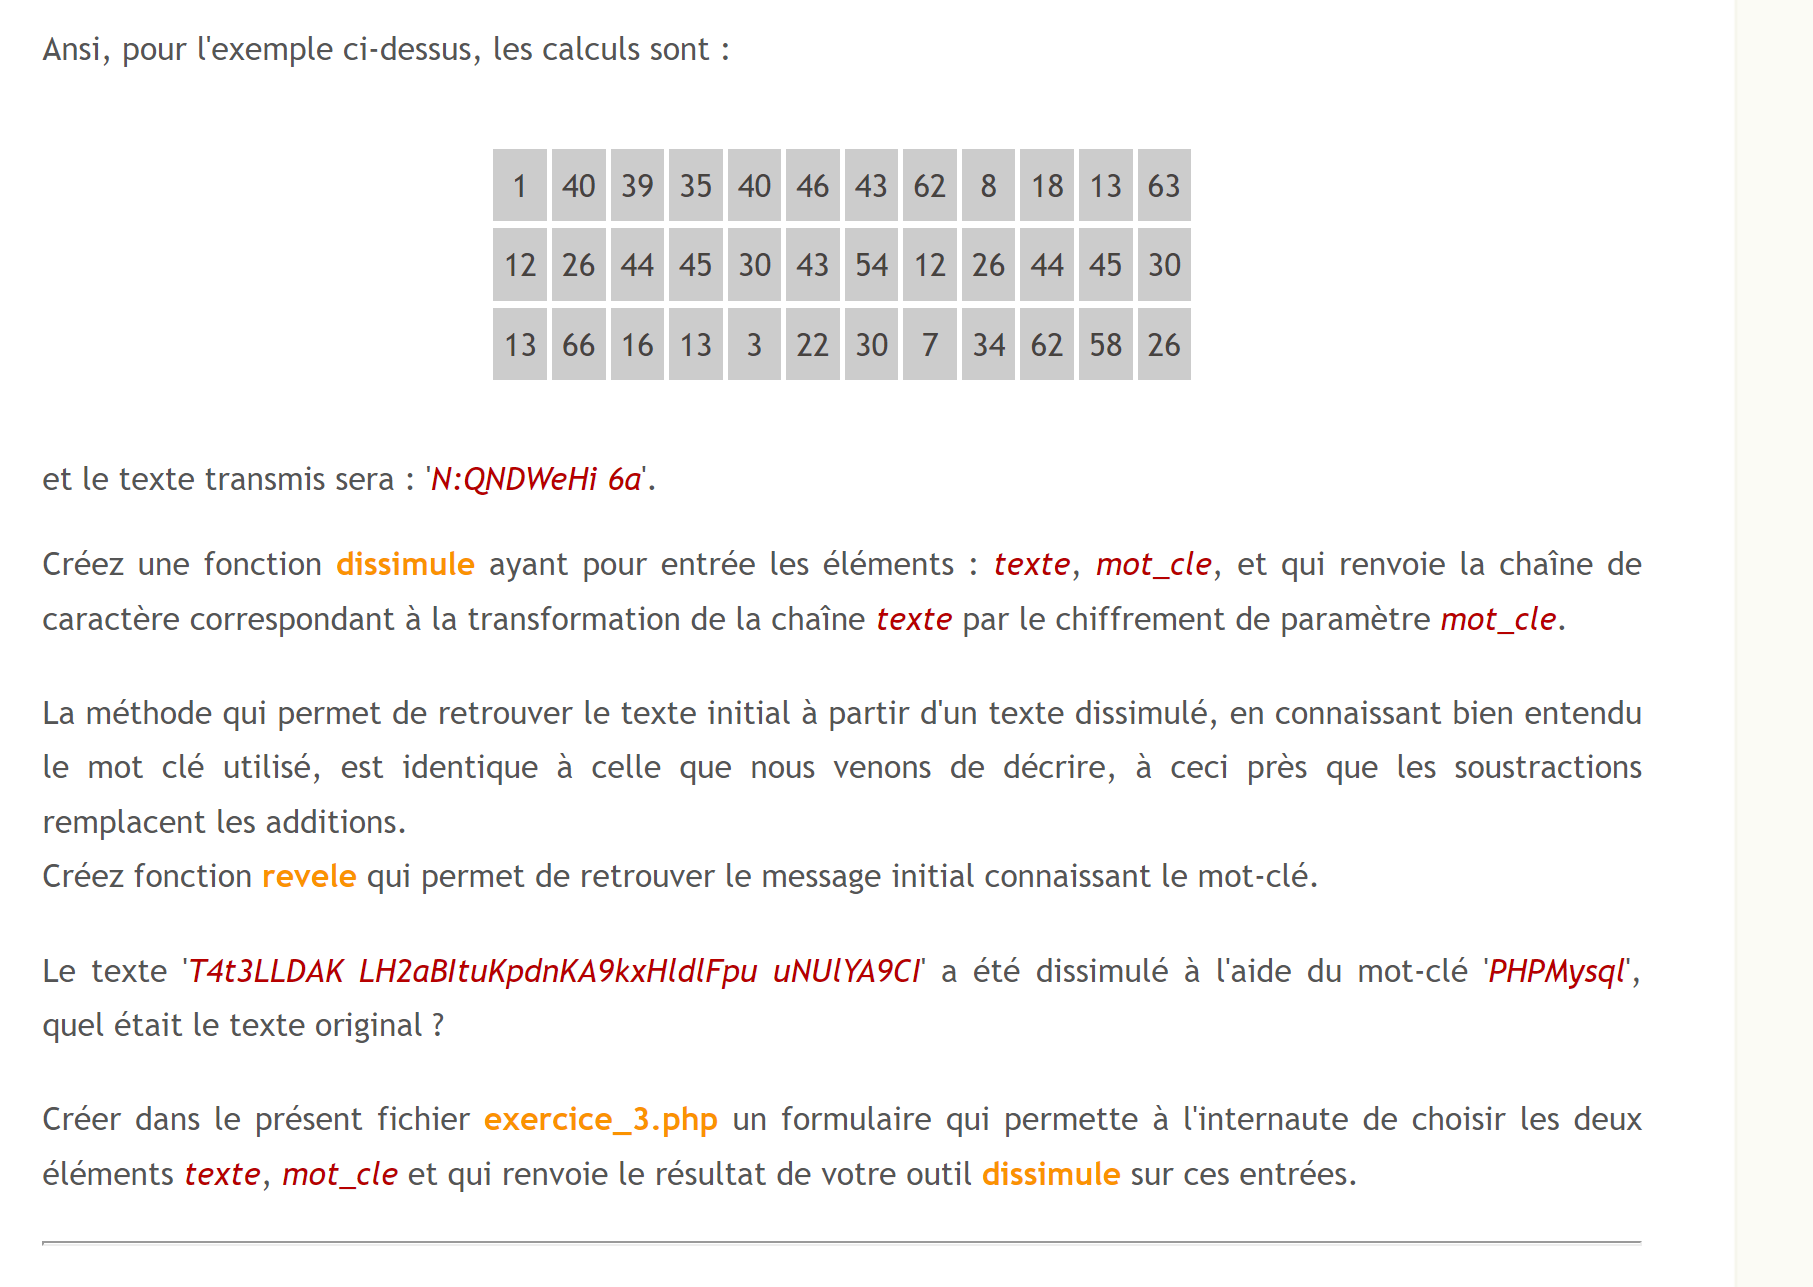 Ansi, pour l'exemple ci-dessus, les calculs sont :
1 40 39 35 40 46 43 62 8 18 13 63
12 26 44 45 30 43 54 12 26 44 45 30
13 66 16 13 3 22 30 7 34 62 58 26
et le texte transmis sera : 'N:QNDWeHi 6a'.
Créez une fonction dissimule ayant pour entrée les éléments : texte, mot_cle, et qui renvoie la chaîne de
caractère correspondant à la transformation de la chaîne texte par le chiffrement de paramètre mot_cle.
La méthode qui permet de retrouver le texte initial à partir d'un texte dissimulé, en connaissant bien entendu
le mot clé utilisé, est identique à celle que nous venons de décrire, à ceci près que les soustractions
remplacent les additions.
Créez fonction revele qui permet de retrouver le message initial connaissant le mot-clé.
Le texte 'T4t3LLDAK LH2aBItuKpdnKA9kxHldlFpu uNUlYA9CI' a été dissimulé à l'aide du mot-clé 'PHPMysql',
quel était le texte original ?
Créer dans le présent fichier exercice_3.php un formulaire qui permette à l'internaute de choisir les deux
éléments texte, mot_cle et qui renvoie le résultat de votre outil dissimule sur ces entrées.